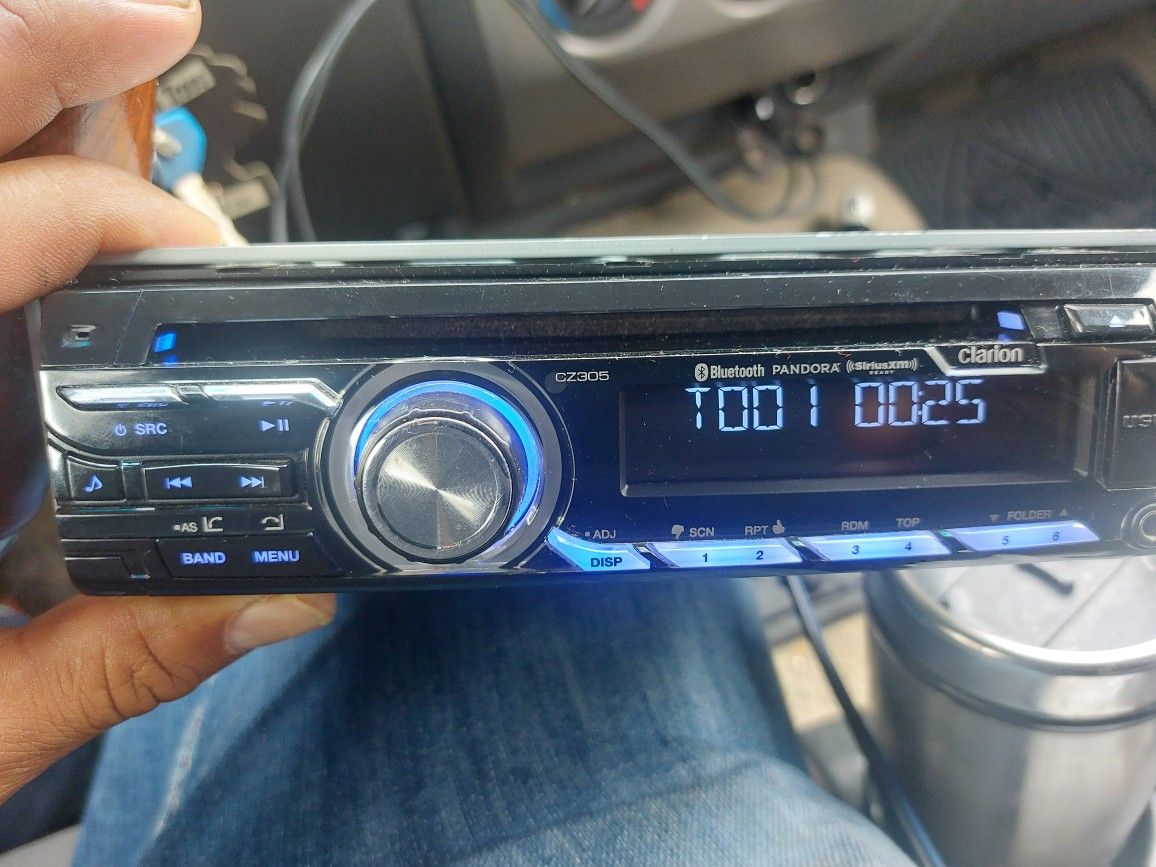 CZ305
Bluetooth PANDORA ((SiriusXM))
READY
Clarion
T001 00:25
SRC
AS
BAND MENU
ADJ
SCN RPT RDM TOP FOLDER
DISP 1 2 3 4 5 6